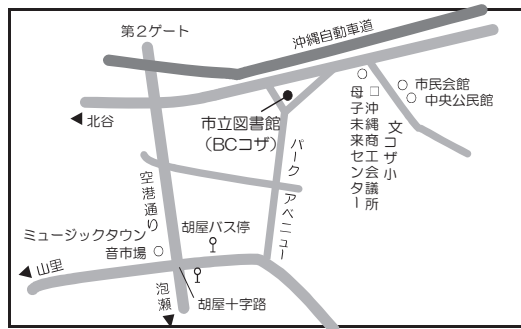 第2ゲート
沖縄自動車道
北谷
市立図書館
(BCコザ)
母子未来センター
□沖縄商工会議所
文コザ小
市民会館
中央公民館
パークアベニュー
空港通り
胡屋バス停
ミュージックタウン
音市場
山里
泡瀬
胡屋十字路